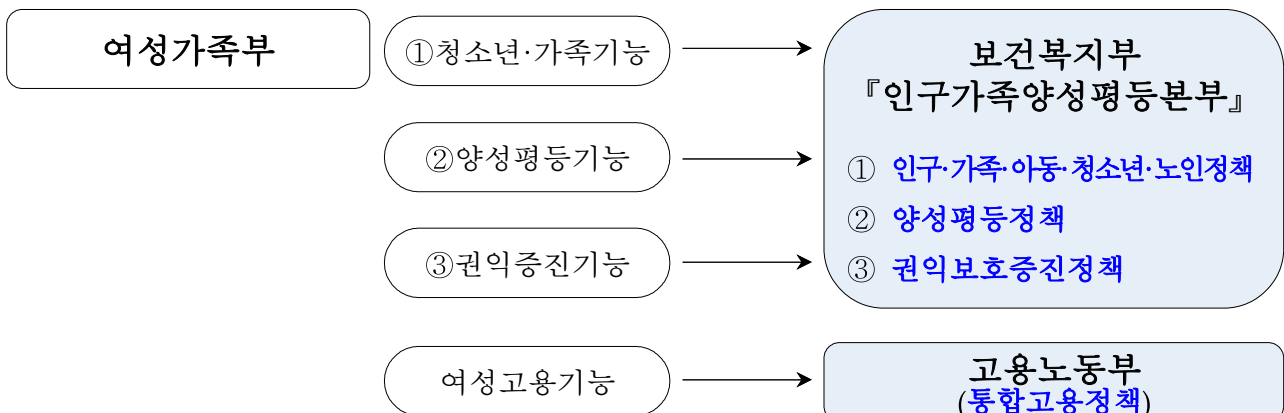 여성가족부
①청소년·가족기능
②양성평등기능
③권익증진기능
여성고용기능
보건복지부
『인구가족양성평등본부』
① 인구·가족·아동·청소년·노인정책
② 양성평등정책
③ 권익보호증진정책
고용노동부
(통합고용정책)